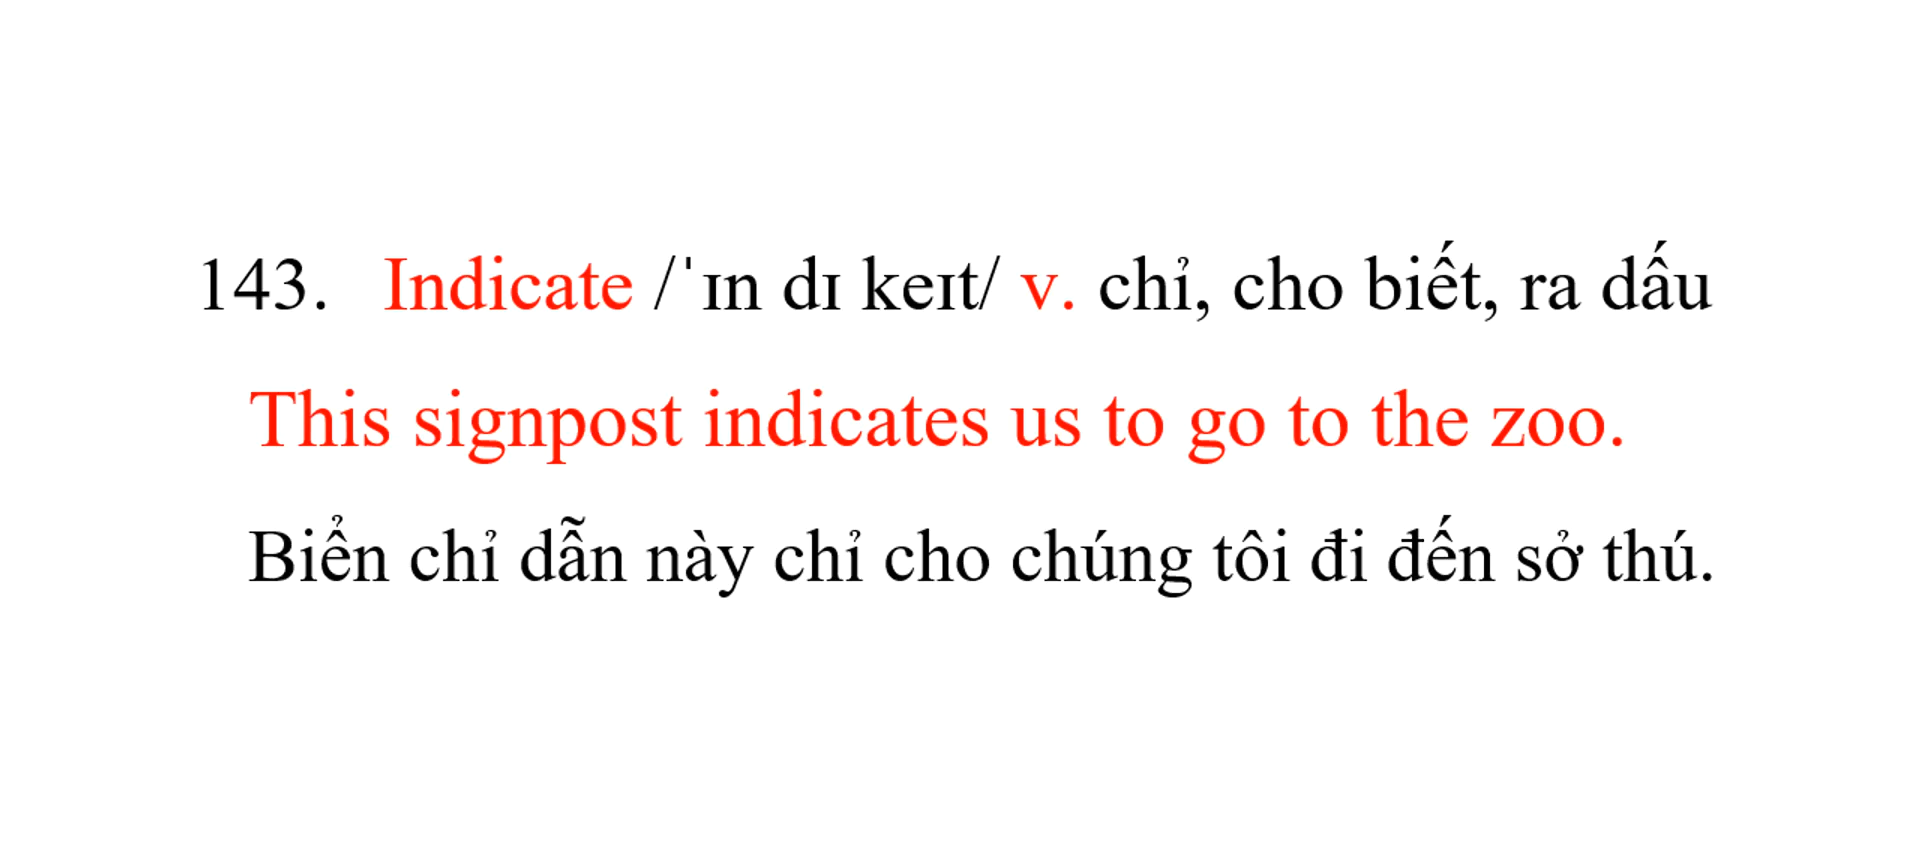 143. Indicate /ˈɪn dɪ keɪt/ v. chỉ, cho biết, ra dấu
This signpost indicates us to go to the zoo.
Biển chỉ dẫn này chỉ cho chúng tôi đi đến sở thú.